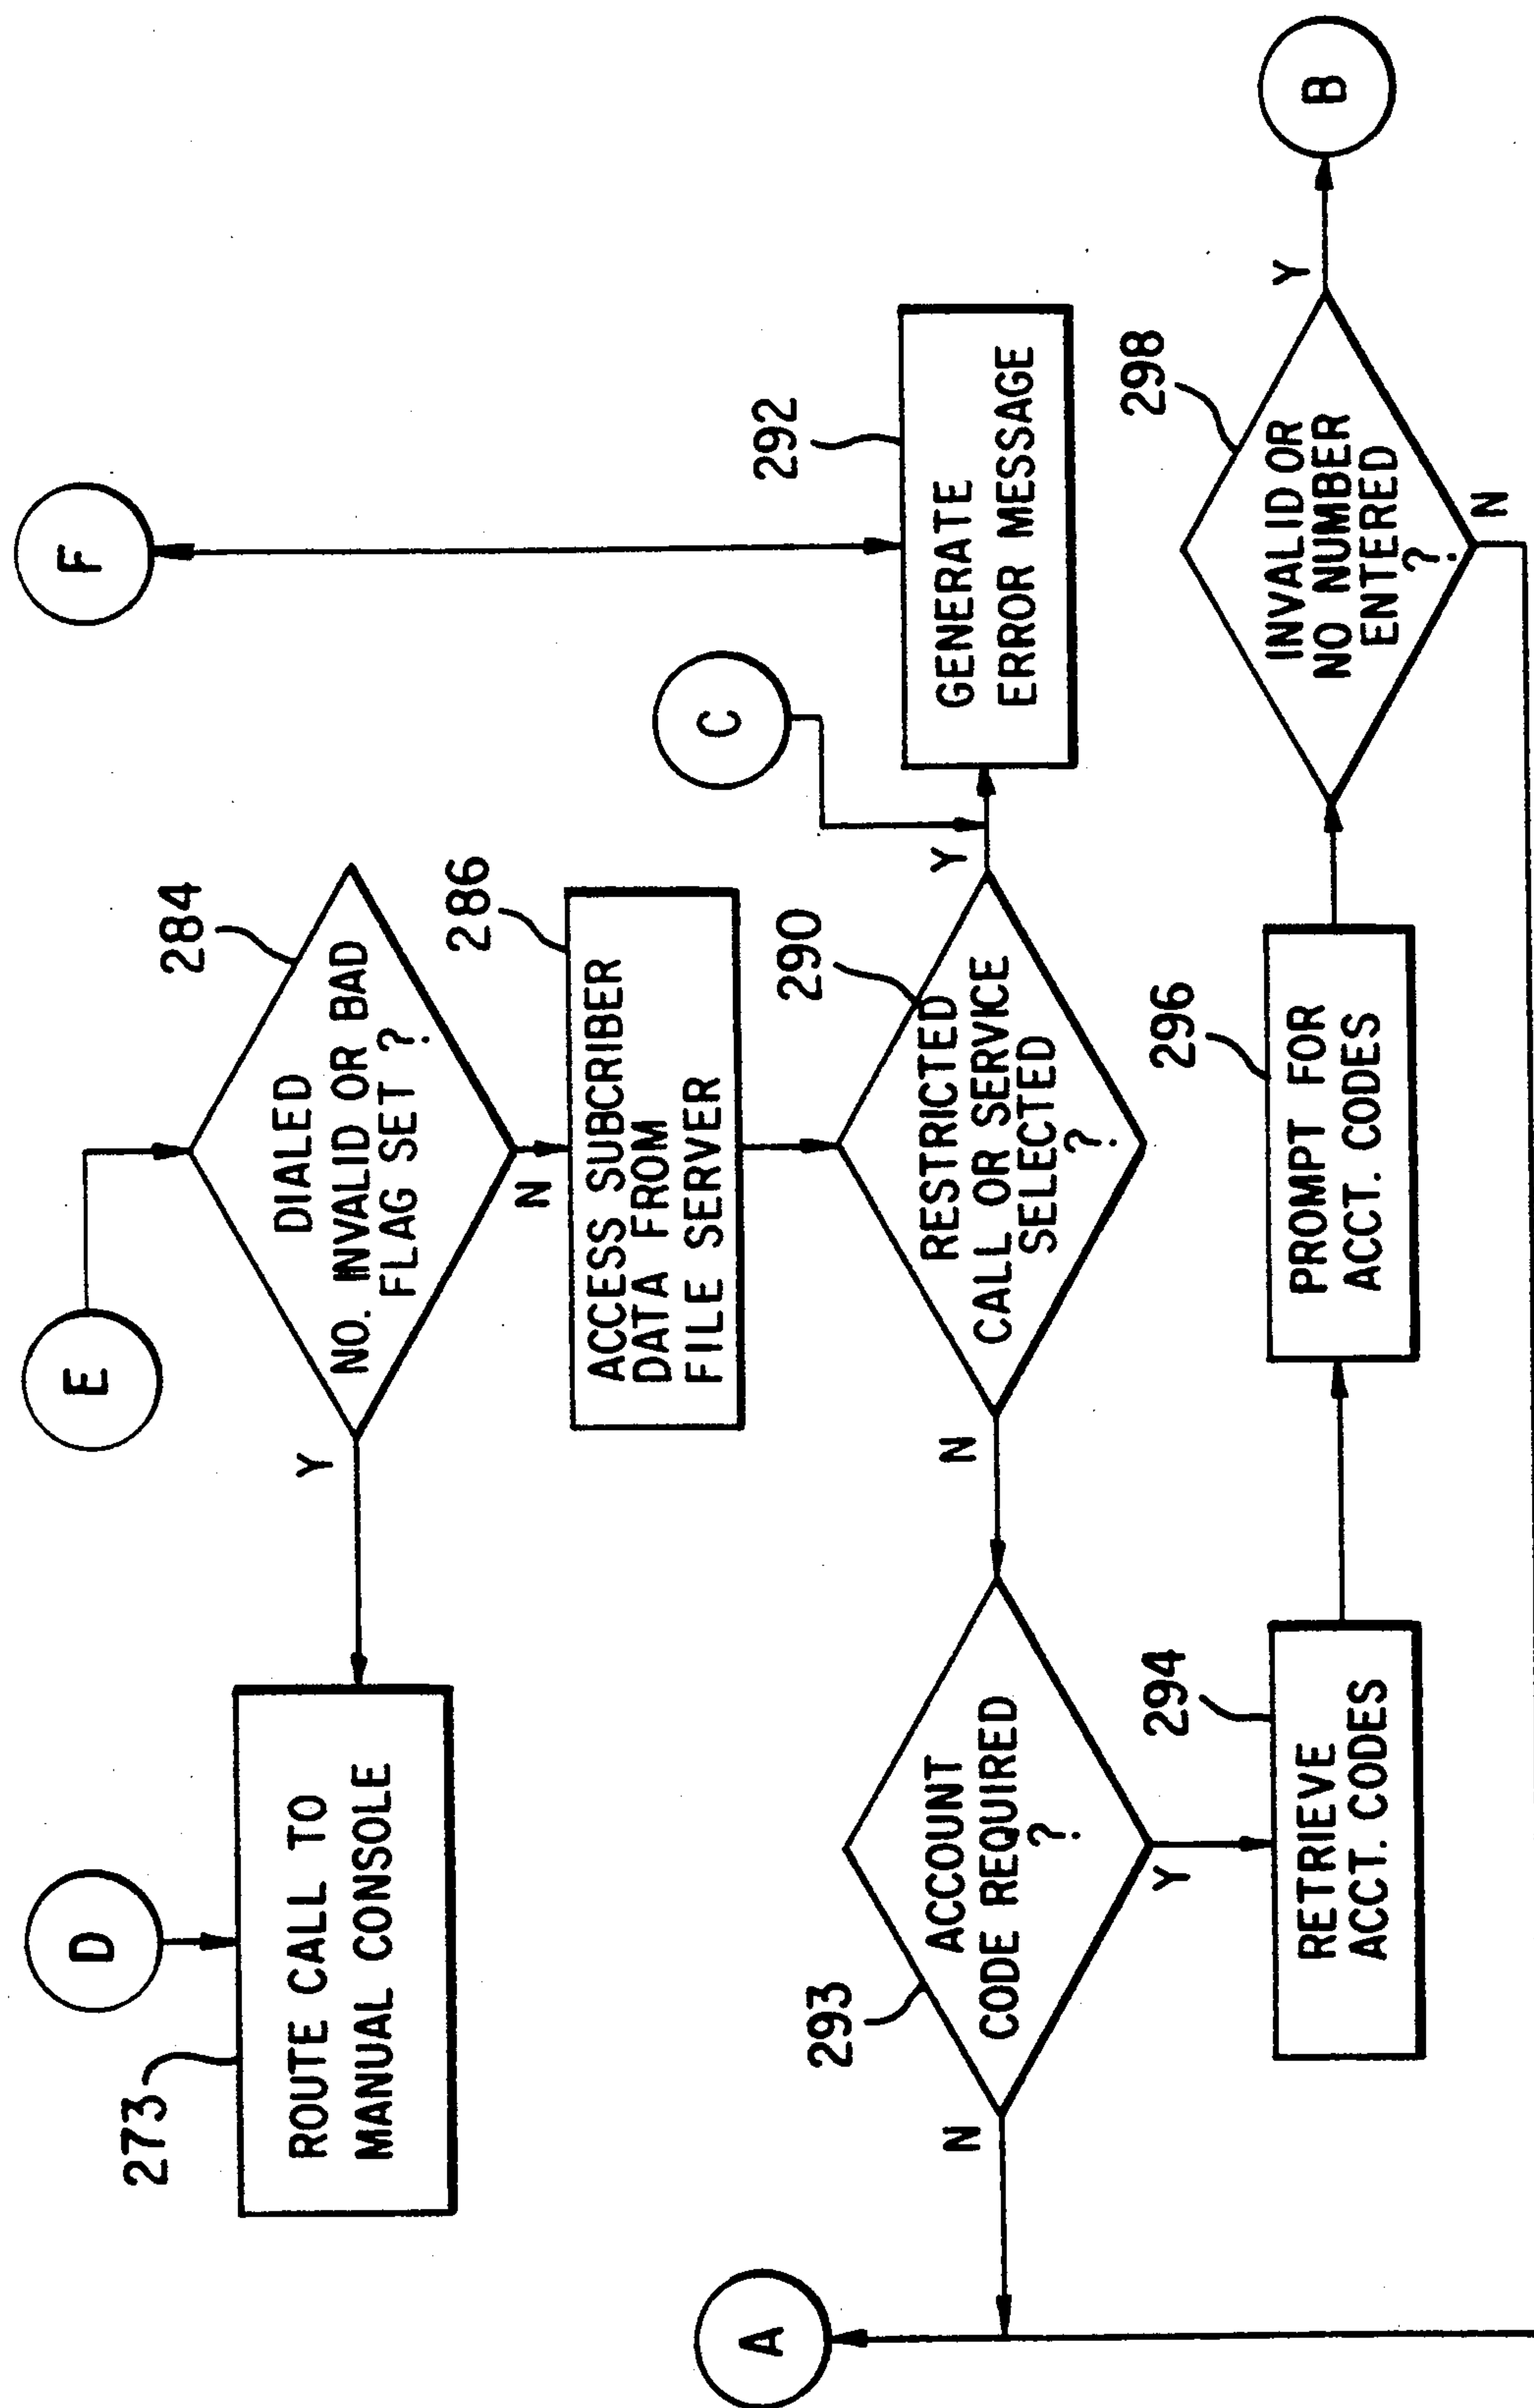 D
E
F
273
ROUTE CALL TO
MANUAL CONSOLE
Y
284
DIALED
NO. INVALID OR BAD
FLAG SET ?
N
286
ACCESS SUBCRIBER
DATA FROM
FILE SERVER
A
N
293
ACCOUNT
CODE REQUIRED
?
Y
N
290
RESTRICTED
CALL OR SERVICE
SELECTED
?
Y
C
292
GENERATE
ERROR MESSAGE
294
RETRIEVE
ACCT. CODES
296
PROMPT FOR
ACCT. CODES
298
INVALID OR
NO NUMBER
ENTERED
?
N
Y
B